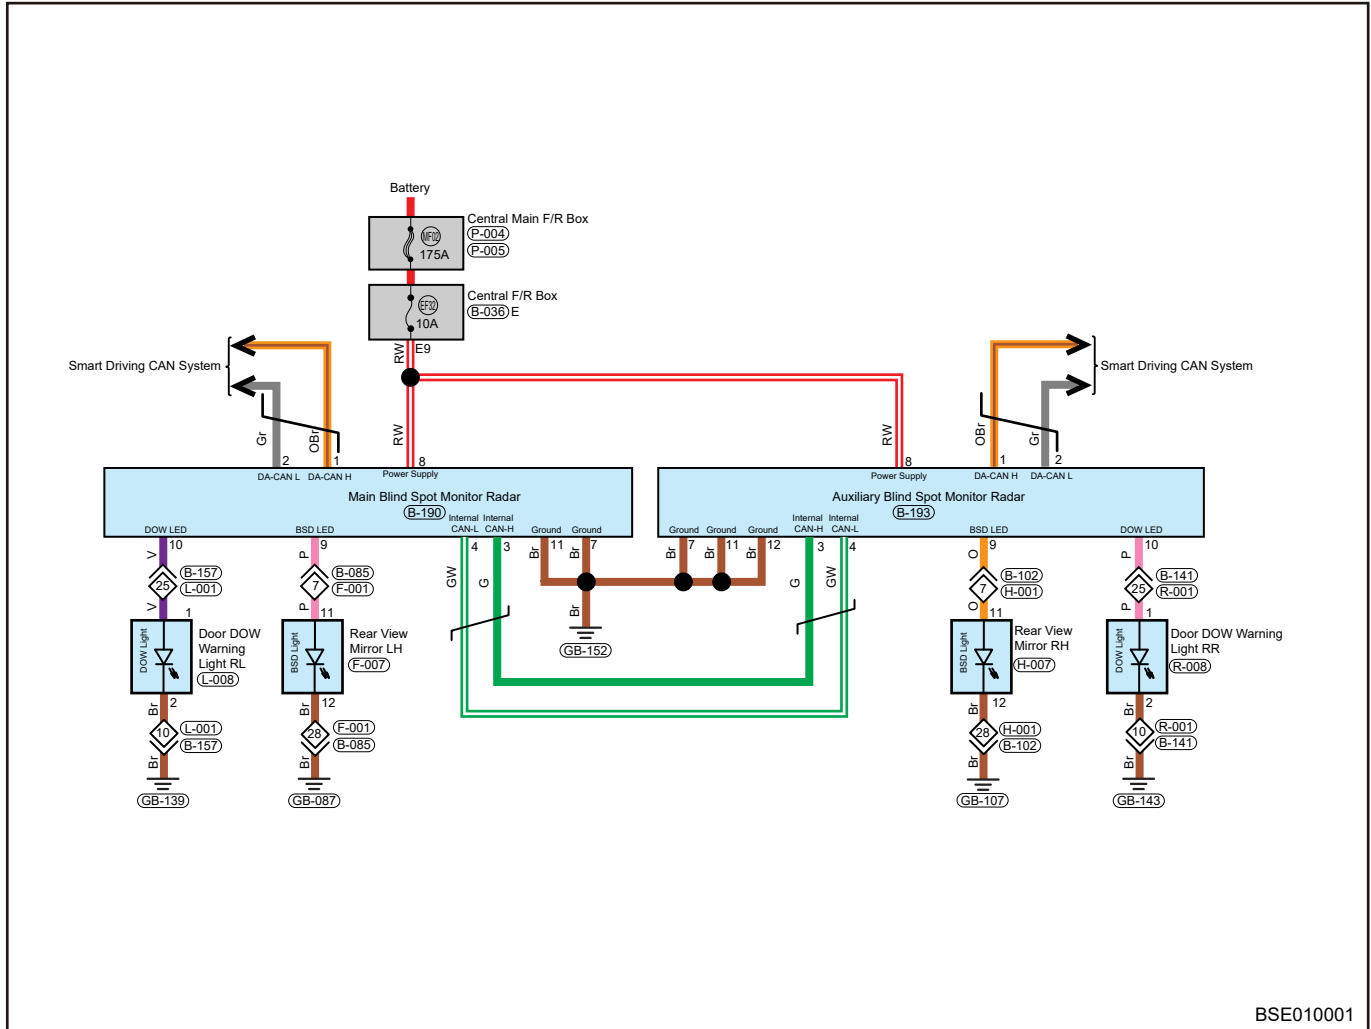 Battery
Central Main F/R Box
P-004
P-005
MF02
175A
Central F/R Box
B-036 E
EF32
10A
E9
RW
Smart Driving CAN System
Smart Driving CAN System
Gr
OBr
RW
RW
OBr
Gr
2
1
8
8
1
2
DA-CAN L
DA-CAN H
Power Supply
Power Supply
DA-CAN H
DA-CAN L
Main Blind Spot Monitor Radar
B-190
Auxiliary Blind Spot Monitor Radar
B-193
DOW LED
BSD LED
Internal CAN-L
Internal CAN-H
Ground
Ground
Ground
Ground
Ground
Internal CAN-H
Internal CAN-L
BSD LED
DOW LED
10
9
4
3
11
7
7
11
12
3
4
9
10
V
P
GW
G
Br
Br
Br
Br
Br
G
GW
O
P
25
B-157
L-001
7
B-085
F-001
7
B-102
H-001
25
B-141
R-001
V
P
Br
O
P
GB-152
1
11
11
1
DOW Light
Door DOW
Warning
Light RL
L-008
BSD Light
Rear View
Mirror LH
F-007
BSD Light
Rear View
Mirror RH
H-007
DOW Light
Door DOW Warning
Light RR
R-008
2
12
12
2
Br
Br
Br
Br
10
L-001
B-157
28
F-001
B-085
28
H-001
B-102
10
R-001
B-141
Br
Br
Br
Br
GB-139
GB-087
GB-107
GB-143
BSE010001